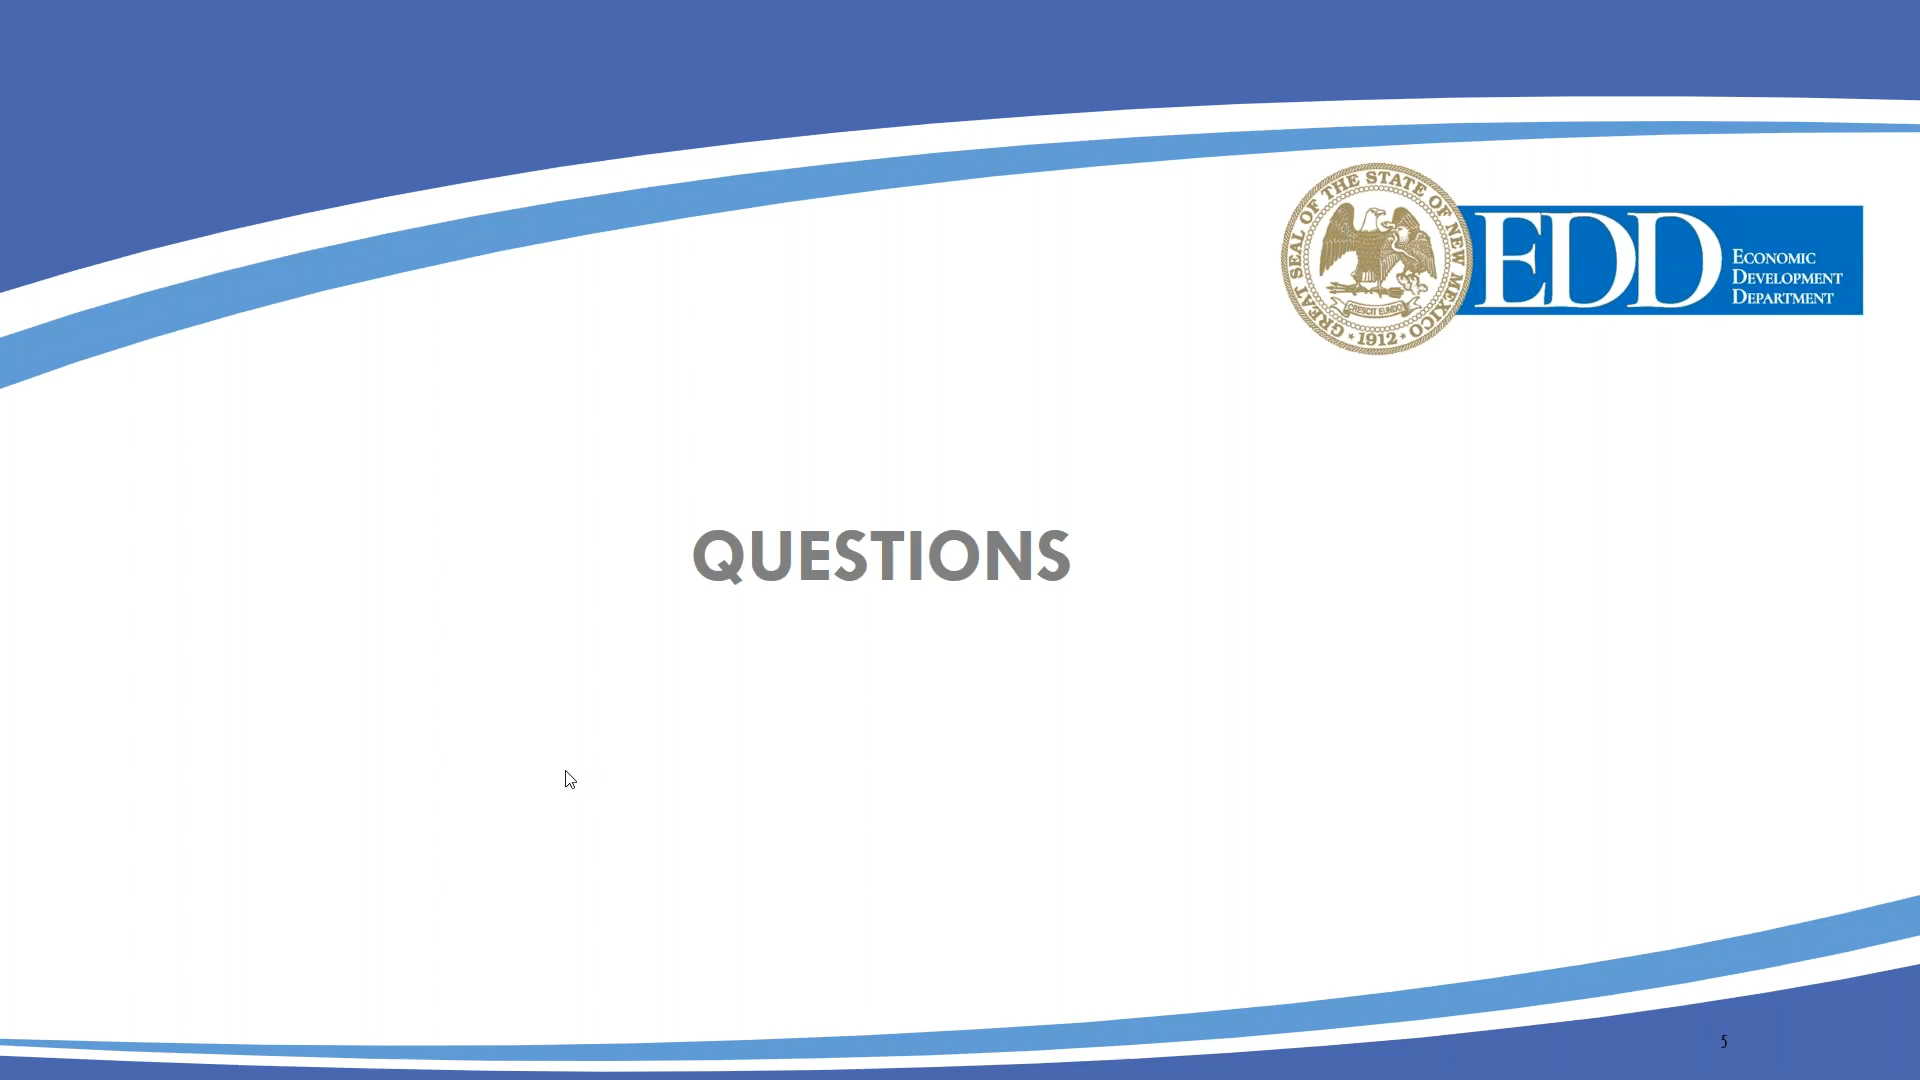 GREAT SEAL OF THE STATE OF NEW MEXICO
CRESCIT EUNDO
1912
EDD
ECONOMIC
DEVELOPMENT
DEPARTMENT
QUESTIONS
5